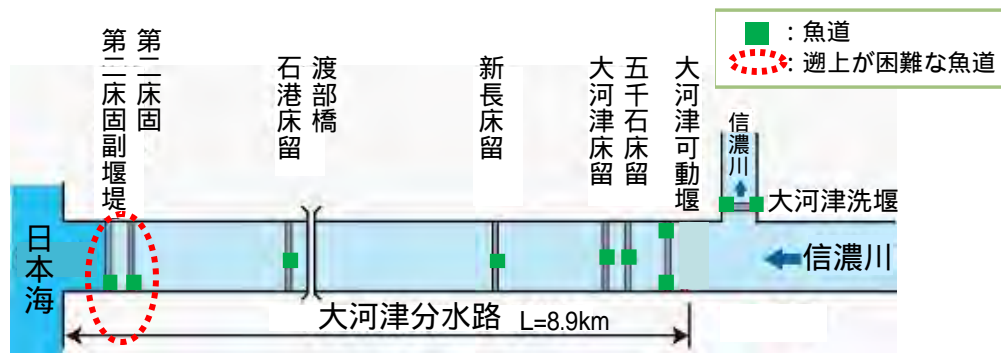 ：魚道
：遡上が困難な魚道
第二床固副堰堤
第二床固
石港床留
渡部橋
新長床留
大河津床留
五千石床留
大河津可動堰
信濃川
大河津洗堰
日本海
信濃川
大河津分水路 L=8.9km